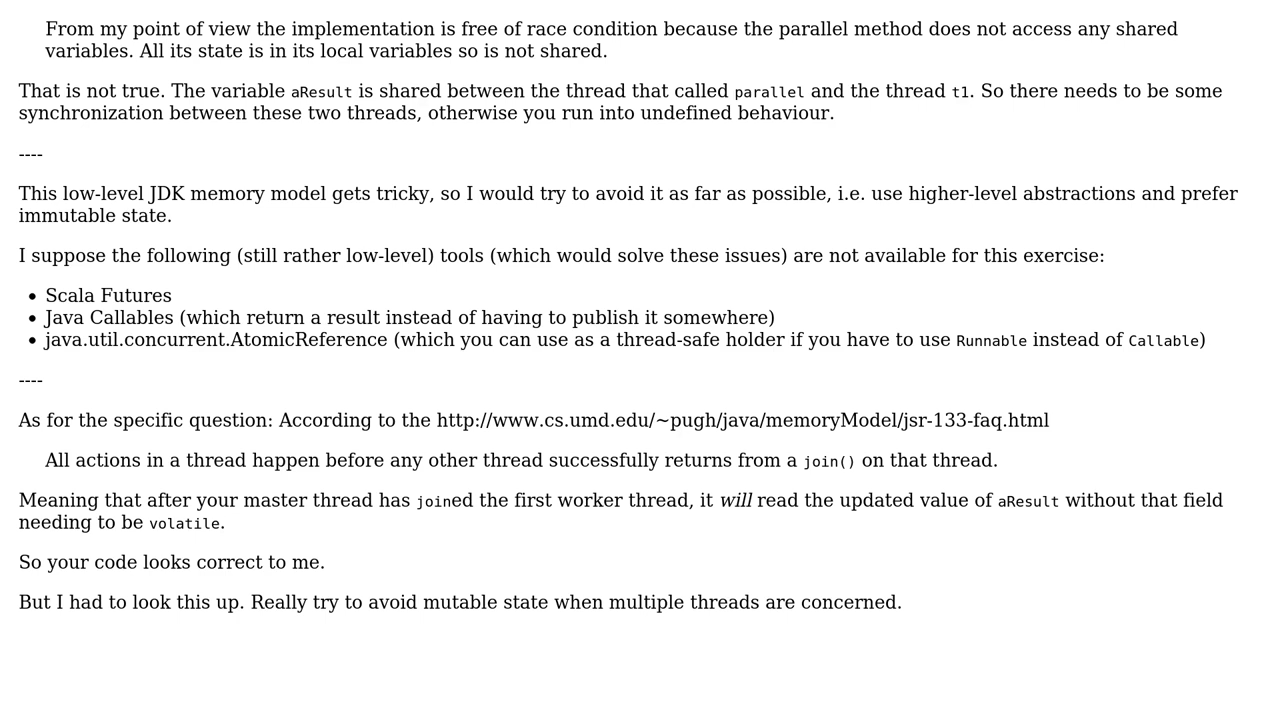 From my point of view the implementation is free of race condition because the parallel method does not access any shared
variables. All its state is in its local variables so is not shared.
That is not true. The variable aResult is shared between the thread that called parallel and the thread t1. So there needs to be some
synchronization between these two threads, otherwise you run into undefined behaviour.
----
This low-level JDK memory model gets tricky, so I would try to avoid it as far as possible, i.e. use higher-level abstractions and prefer
immutable state.
I suppose the following (still rather low-level) tools (which would solve these issues) are not available for this exercise:
• Scala Futures
• Java Callables (which return a result instead of having to publish it somewhere)
• java.util.concurrent.AtomicReference (which you can use as a thread-safe holder if you have to use Runnable instead of Callable)
----
As for the specific question: According to the http://www.cs.umd.edu/~pugh/java/memoryModel/jsr-133-faq.html
All actions in a thread happen before any other thread successfully returns from a join() on that thread.
Meaning that after your master thread has joined the first worker thread, it will read the updated value of aResult without that field
needing to be volatile.
So your code looks correct to me.
But I had to look this up. Really try to avoid mutable state when multiple threads are concerned.